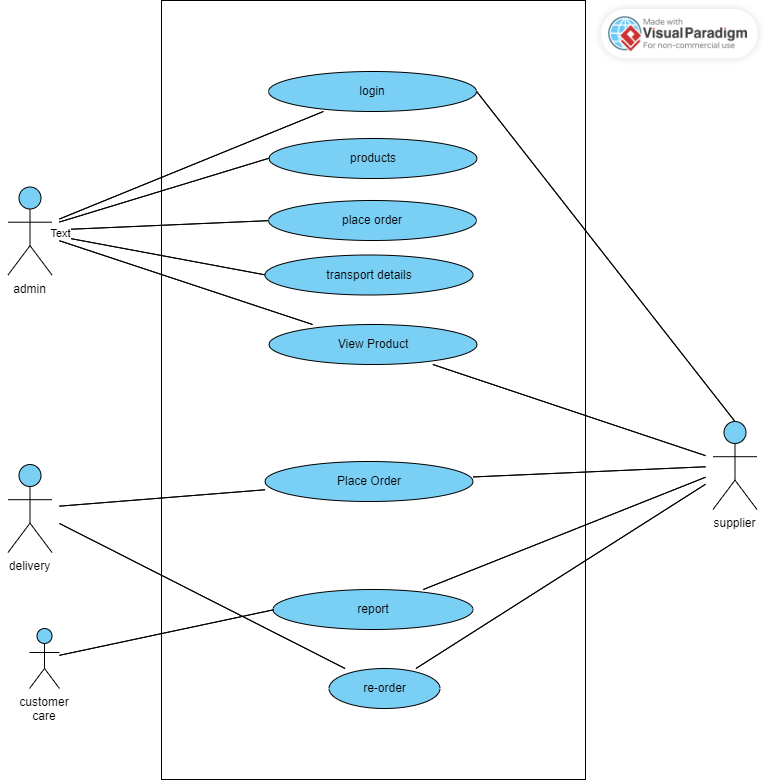 Made with
Visual Paradigm
For non-commercial use
login
products
place order
Text
transport details
admin
View Product
Place Order
supplier
delivery
report
re-order
customer
care